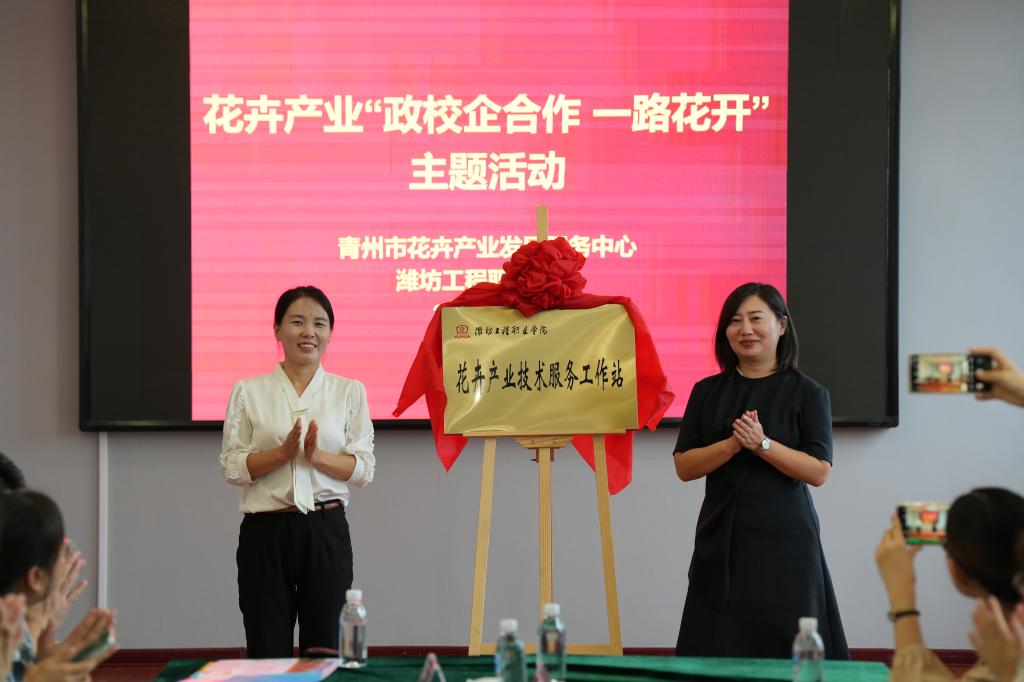 花卉产业“政校企合作 一路花开”
主题活动
青州市花卉产业发展服务中心
潍坊工程职
潍坊工程职业学院
花卉产业技术服务工作站